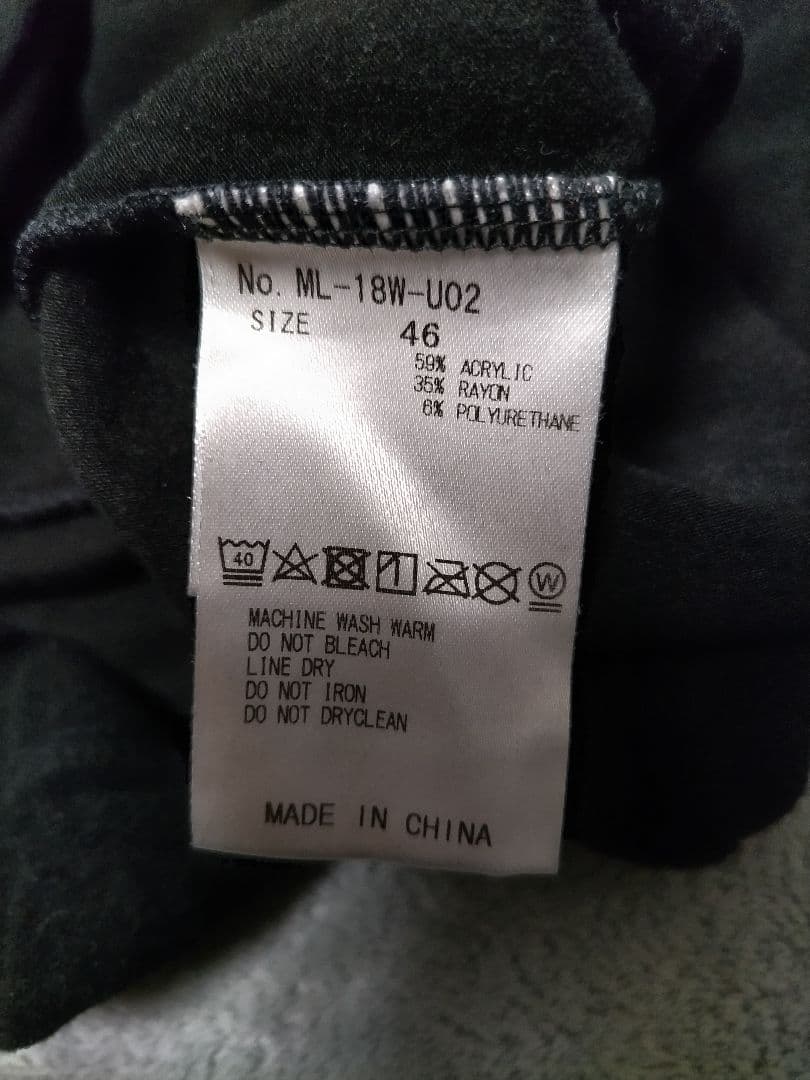 No. ML-18W-U02
SIZE 46
59% ACRYLIC
35% RAYON
6% POLYURETHANE
40 W
MACHINE WASH WARM
DO NOT BLEACH
LINE DRY
DO NOT IRON
DO NOT DRYCLEAN
MADE IN CHINA